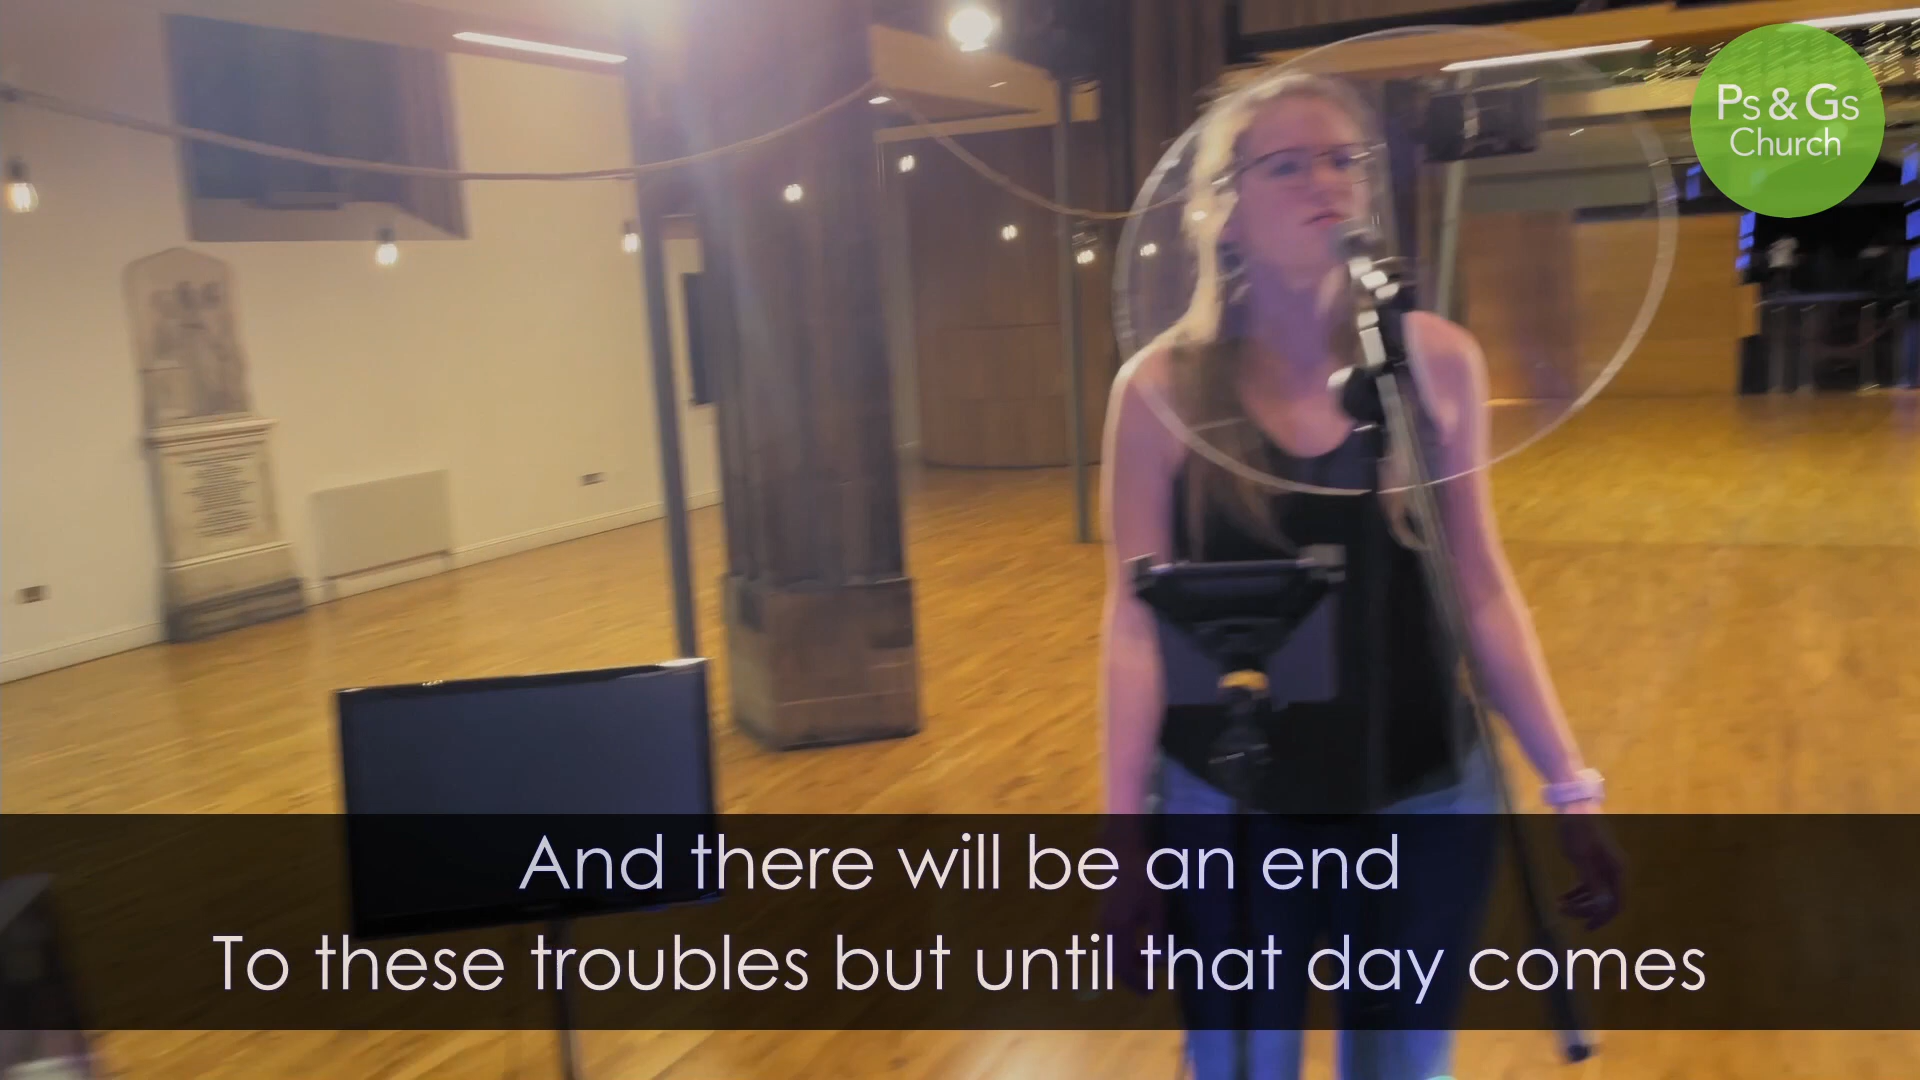 Ps & Gs
Church
And there will be an end
To these troubles but until that day comes